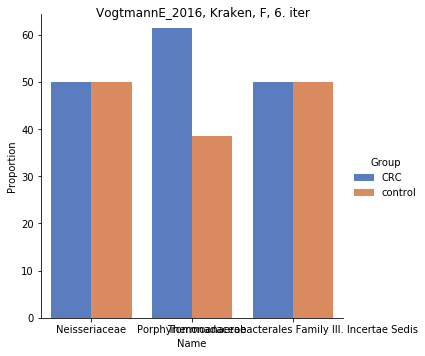 VogtmannE_2016, Kraken, F, 6. iter
60
50
40
30
20
10
0
Proportion
Group
CRC
control
Neisseriaceae
Porphyromonadaceae
Thermoanaerobacterales Family III. Incertae Sedis
Name